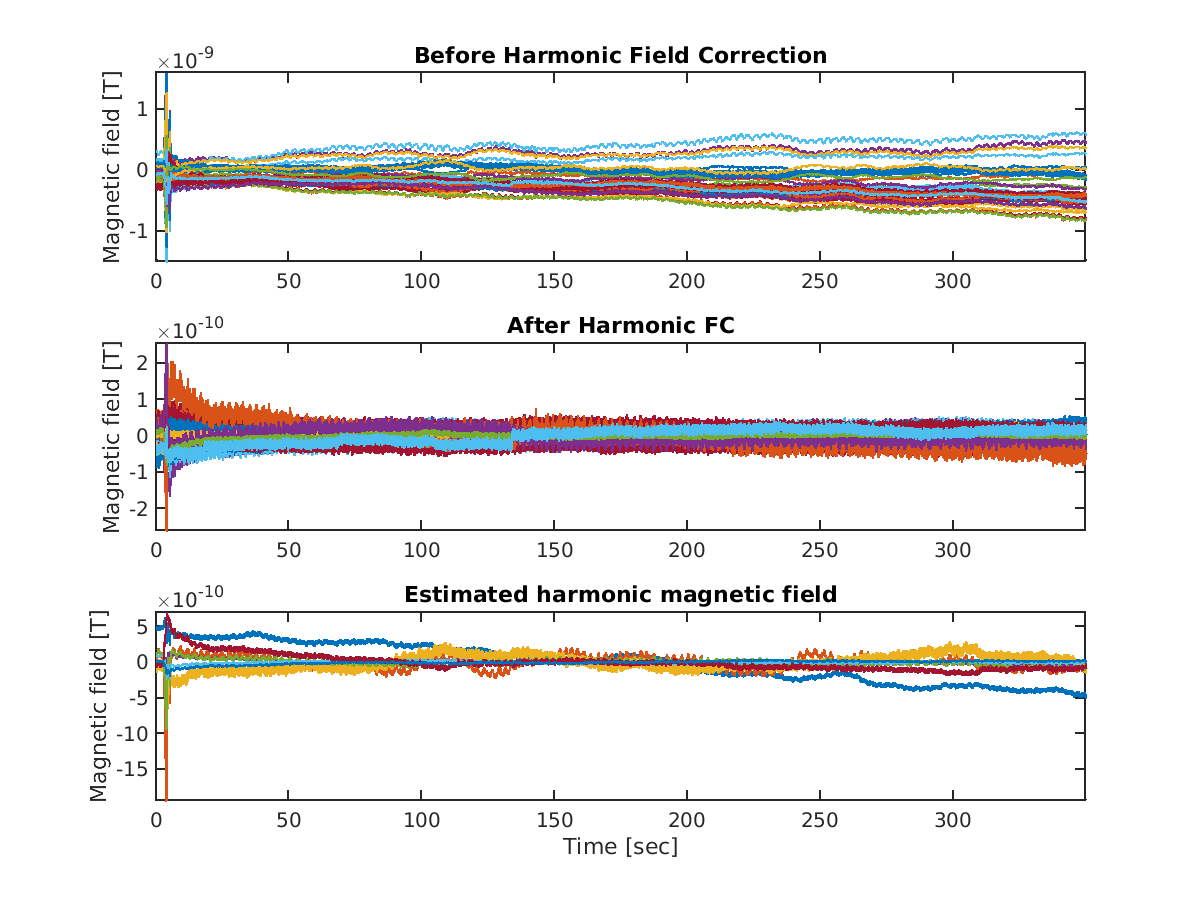 Before Harmonic Field Correction
×10-9
Magnetic field [T]
1
0
-1
0 50 100 150 200 250 300
After Harmonic FC
×10-10
Magnetic field [T]
2
1
0
-1
-2
0 50 100 150 200 250 300
Estimated harmonic magnetic field
×10-10
Magnetic field [T]
5
0
-5
-10
-15
0 50 100 150 200 250 300
Time [sec]